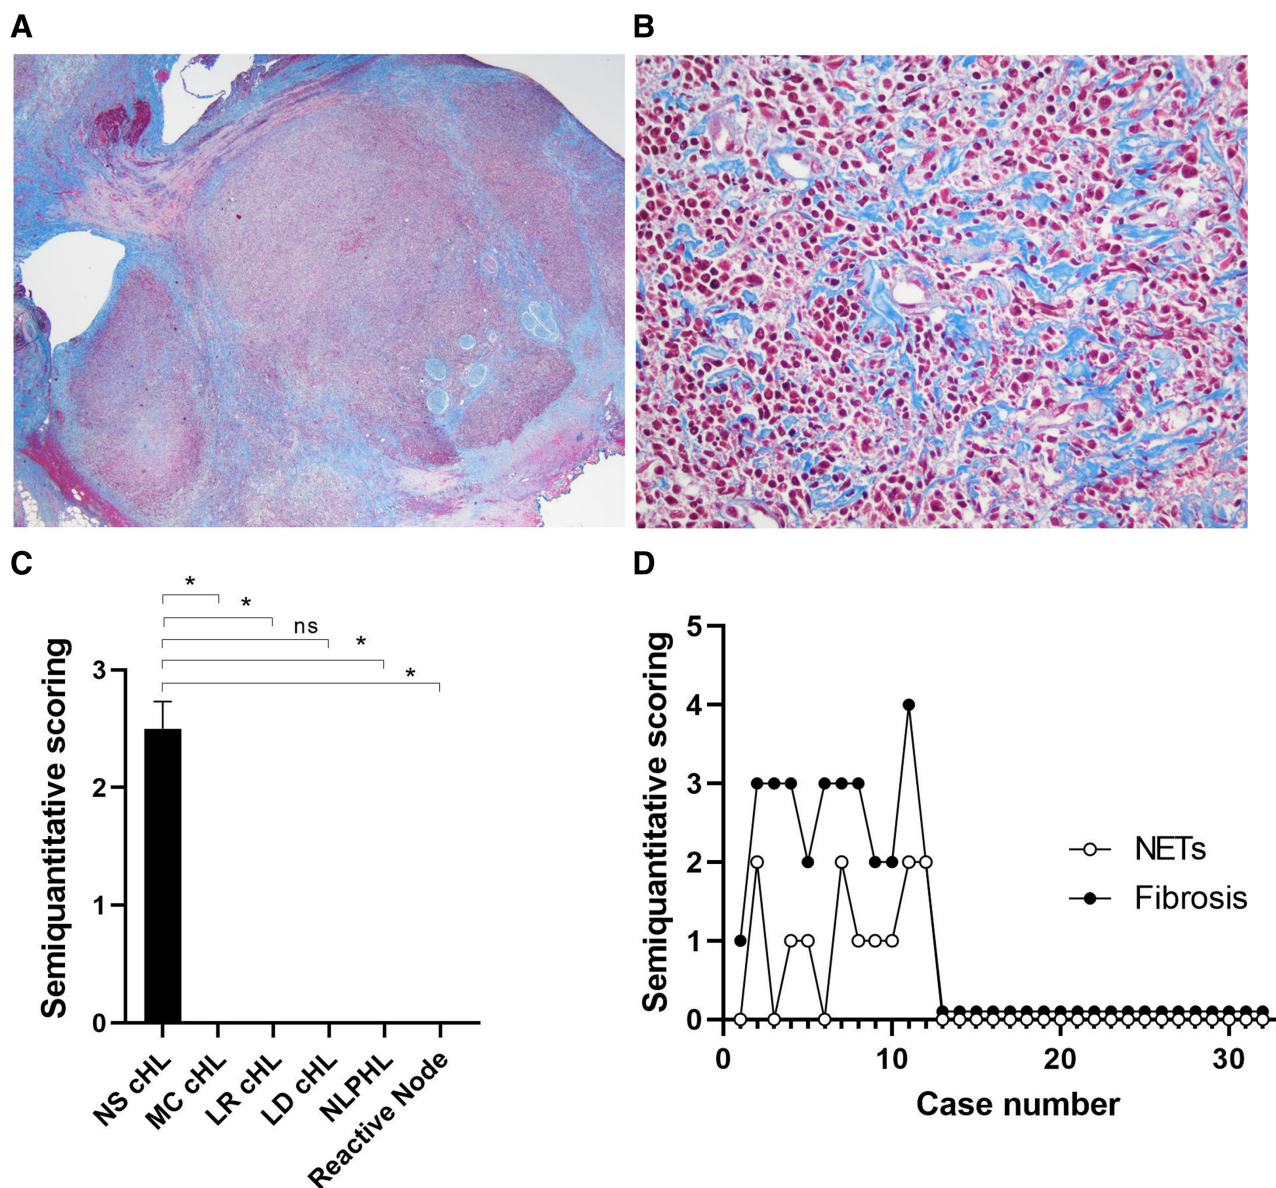 A
B
C
*
*
ns
*
*
Semiquantitative scoring
3
2
1
0
NS cHL
MC cHL
LR cHL
LD cHL
NLPHL
Reactive Node
D
Semiquantitative scoring
5
4
3
2
1
0
0
10
20
30
Case number
NETs
Fibrosis